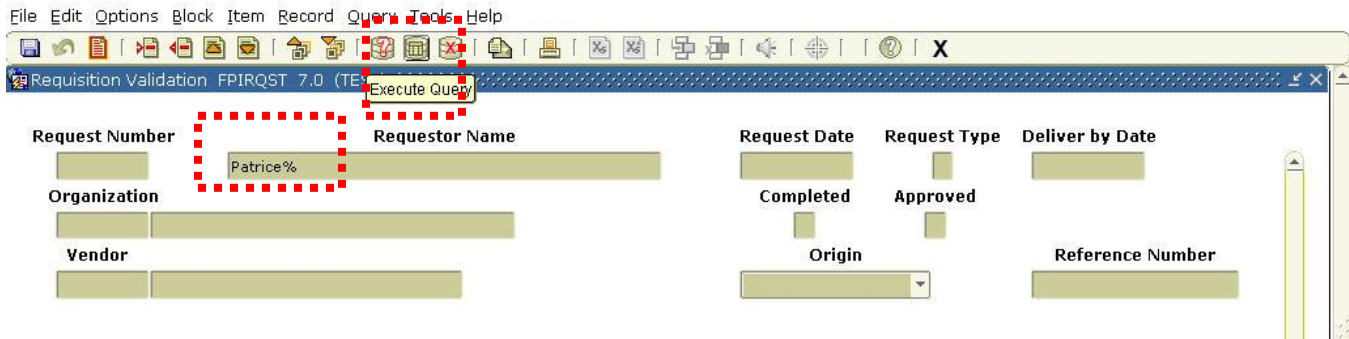 File Edit Options Block Item Record Query Tools Help
X
Requisition Validation FPIRQST 7.0 (TES
Execute Query
Request Number Requestor Name Request Date Request Type Deliver by Date
Patrice%
Organization Completed Approved
Vendor Origin Reference Number